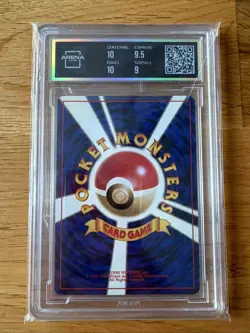 ARENA
CENTERING
10
CORNERS
9.5
EDGES
10
SURFACE
9
POCKET MONSTERS
CARD GAME